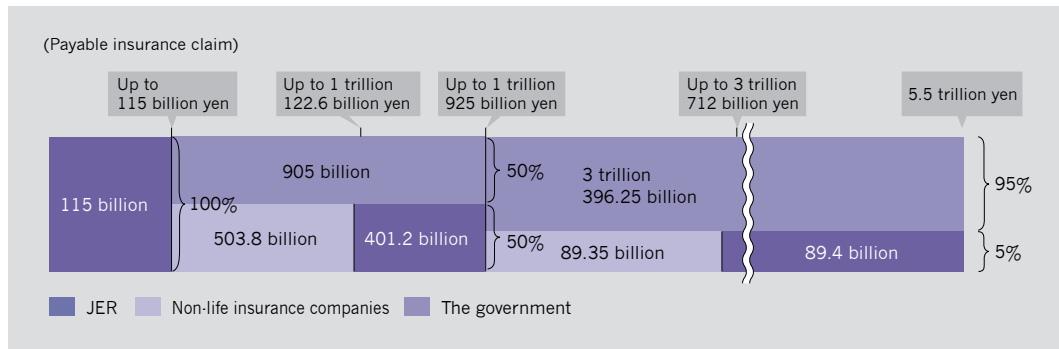 (Payable insurance claim)
Up to
115 billion yen
Up to 1 trillion
122.6 billion yen
Up to 1 trillion
925 billion yen
Up to 3 trillion
712 billion yen
5.5 trillion yen
115 billion
100%
905 billion
50%
3 trillion
396.25 billion
95%
503.8 billion
401.2 billion
50%
89.35 billion
89.4 billion
5%
JER
Non-life insurance companies
The government